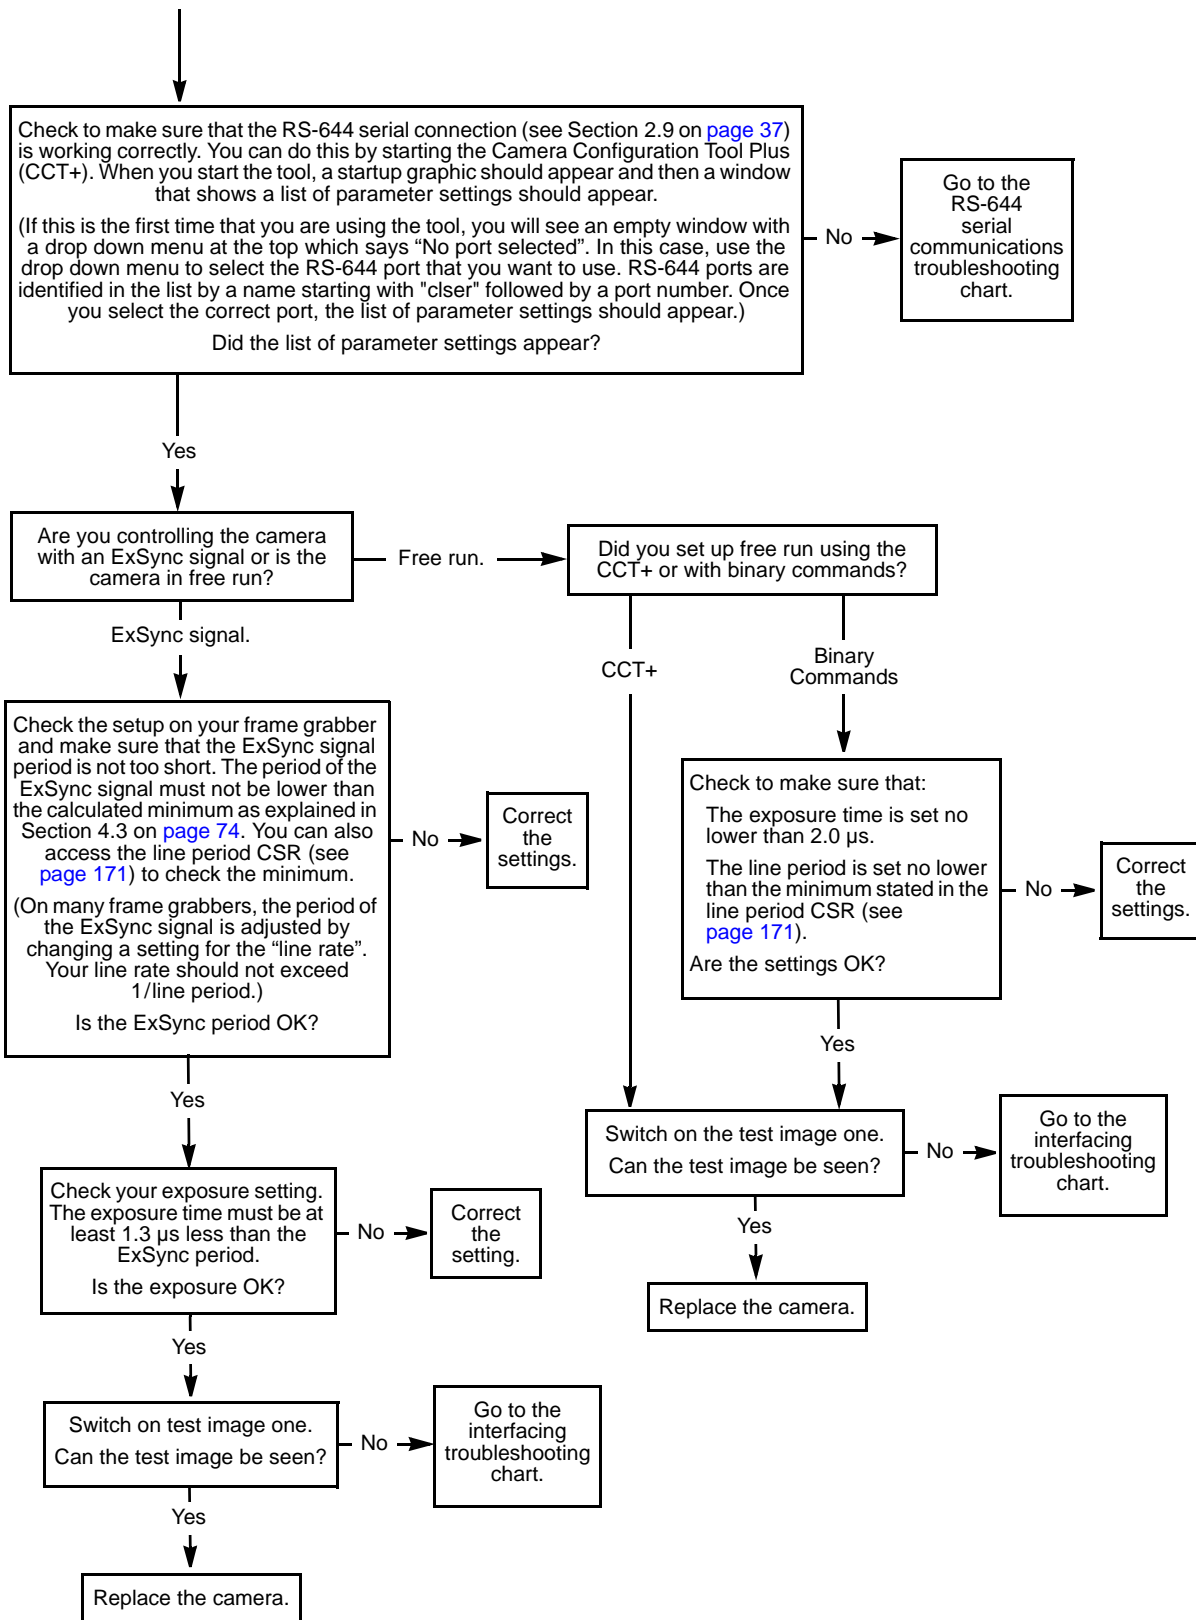 Check to make sure that the RS-644 serial connection (see Section 2.9 on page 37)
is working correctly. You can do this by starting the Camera Configuration Tool Plus
(CCT+). When you start the tool, a startup graphic should appear and then a window
that shows a list of parameter settings should appear.
(If this is the first time that you are using the tool, you will see an empty window with
a drop down menu at the top which says “No port selected”. In this case, use the
drop down menu to select the RS-644 port that you want to use. RS-644 ports are
identified in the list by a name starting with "clser" followed by a port number. Once
you select the correct port, the list of parameter settings should appear.)
Did the list of parameter settings appear?
No
Go to the
RS-644
serial
communications
troubleshooting
chart.
Yes
Are you controlling the camera
with an ExSync signal or is the
camera in free run?
Free run.
Did you set up free run using the
CCT+ or with binary commands?
ExSync signal.
CCT+
Binary
Commands
Check the setup on your frame grabber
and make sure that the ExSync signal
period is not too short. The period of the
ExSync signal must not be lower than
the calculated minimum as explained in
Section 4.3 on page 74. You can also
access the line period CSR (see
page 171) to check the minimum.
(On many frame grabbers, the period of
the ExSync signal is adjusted by
changing a setting for the “line rate”.
Your line rate should not exceed
1/line period.)
Is the ExSync period OK?
No
Correct
the
settings.
Check to make sure that:
The exposure time is set no
lower than 2.0 µs.
The line period is set no lower
than the minimum stated in the
line period CSR (see
page 171).
Are the settings OK?
No
Correct
the
settings.
Yes
Yes
Switch on the test image one.
Can the test image be seen?
No
Go to the
interfacing
troubleshooting
chart.
Check your exposure setting.
The exposure time must be at
least 1.3 µs less than the
ExSync period.
Is the exposure OK?
No
Correct
the
setting.
Yes
Replace the camera.
Yes
Switch on test image one.
Can the test image be seen?
No
Go to the
interfacing
troubleshooting
chart.
Yes
Replace the camera.